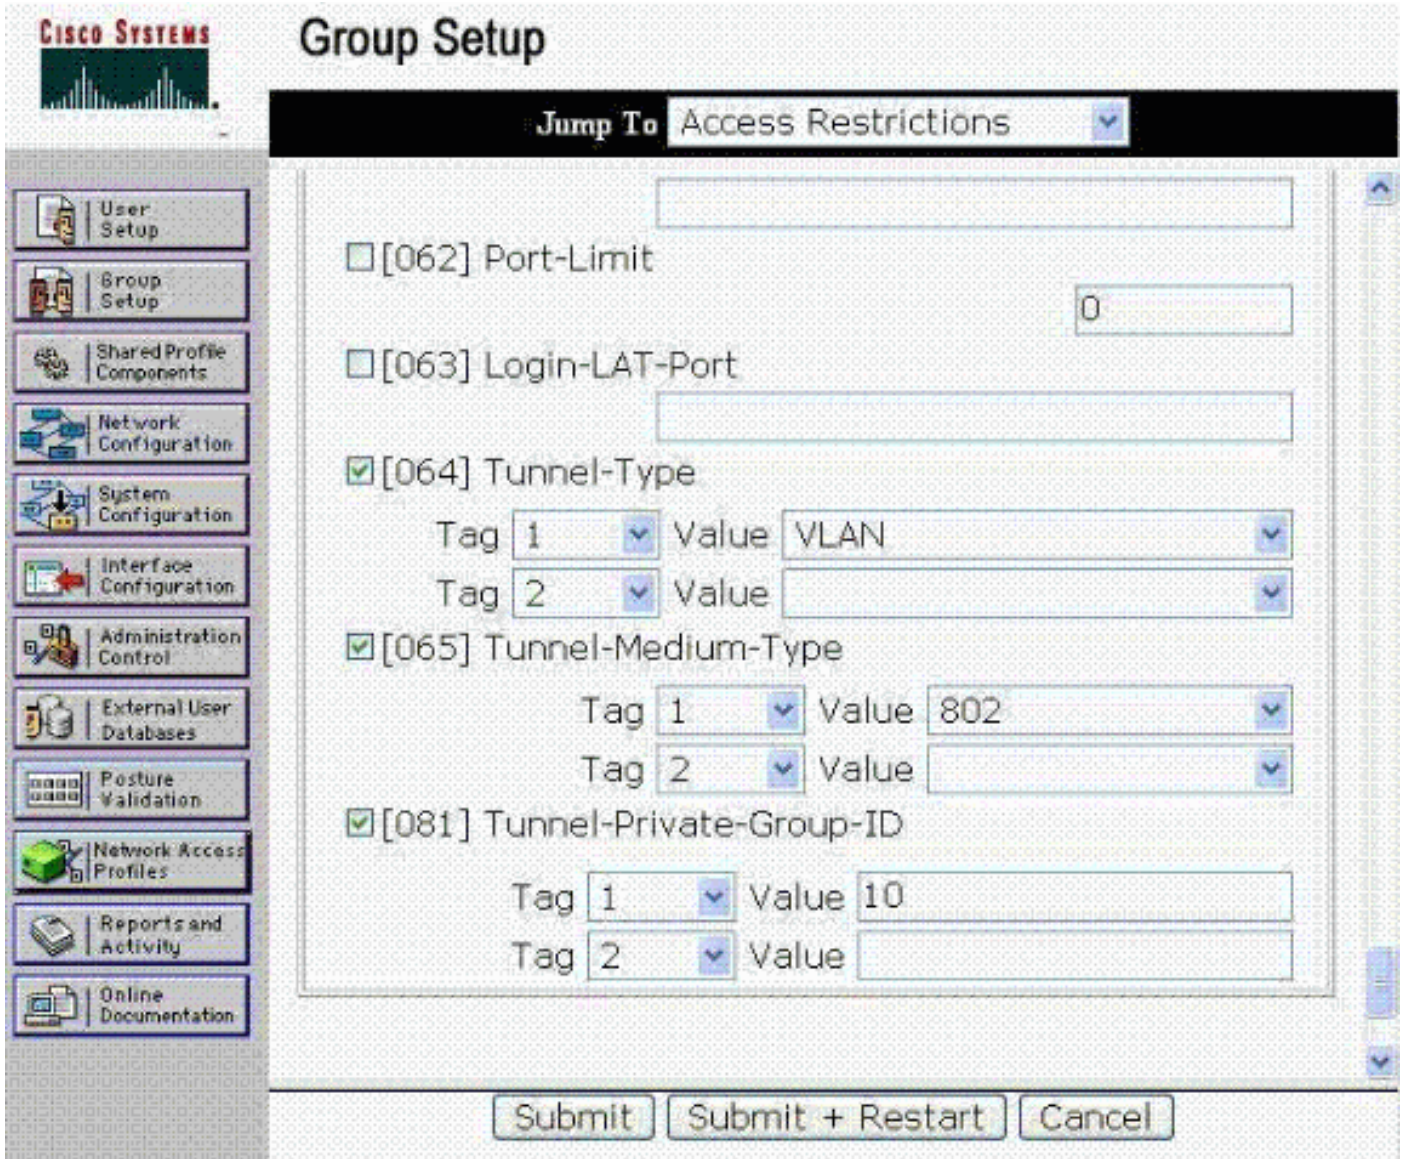 CISCO SYSTEMS
Group Setup
Jump To Access Restrictions
User
Setup
Group
Setup
Shared Profile
Components
Network
Configuration
System
Configuration
Interface
Configuration
Administration
Control
External User
Databases
Posture
Validation
Network Access
Profiles
Reports and
Activity
Online
Documentation
[062] Port-Limit
0
[063] Login-LAT-Port
[064] Tunnel-Type
Tag 1 Value VLAN
Tag 2 Value
[065] Tunnel-Medium-Type
Tag 1 Value 802
Tag 2 Value
[081] Tunnel-Private-Group-ID
Tag 1 Value 10
Tag 2 Value
Submit Submit + Restart Cancel